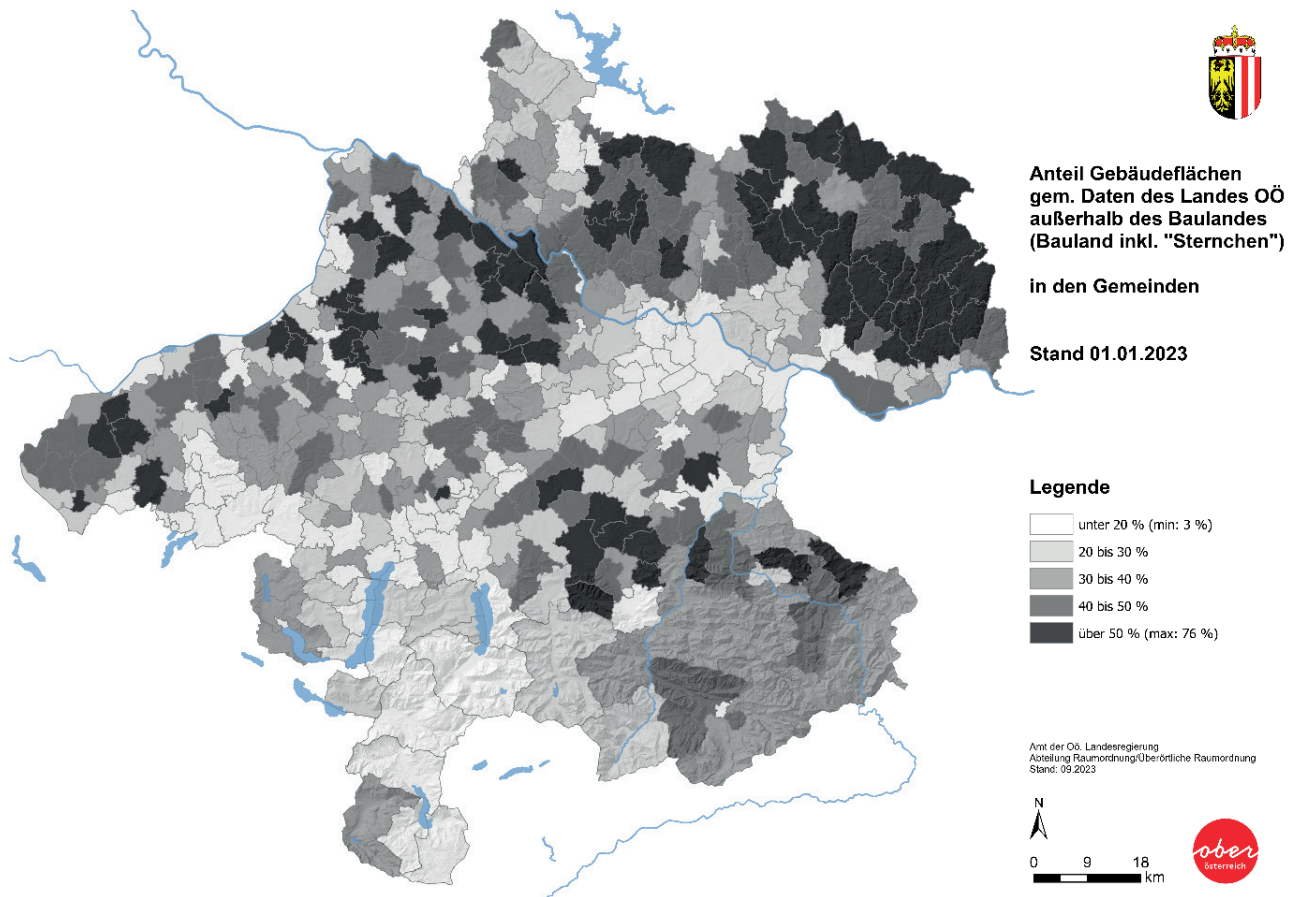 Anteil Gebäudeflächen
gem. Daten des Landes OÖ
außerhalb des Baulandes
(Bauland inkl. "Sternchen")
in den Gemeinden
Stand 01.01.2023
Legende
unter 20 % (min: 3 %)
20 bis 30 %
30 bis 40 %
40 bis 50 %
über 50 % (max: 76 %)
Amt der Oö. Landesregierung
Abteilung Raumordnung/Überörtliche Raumordnung
Stand: 09.2023
N
0 9 18
km
ober
österreich